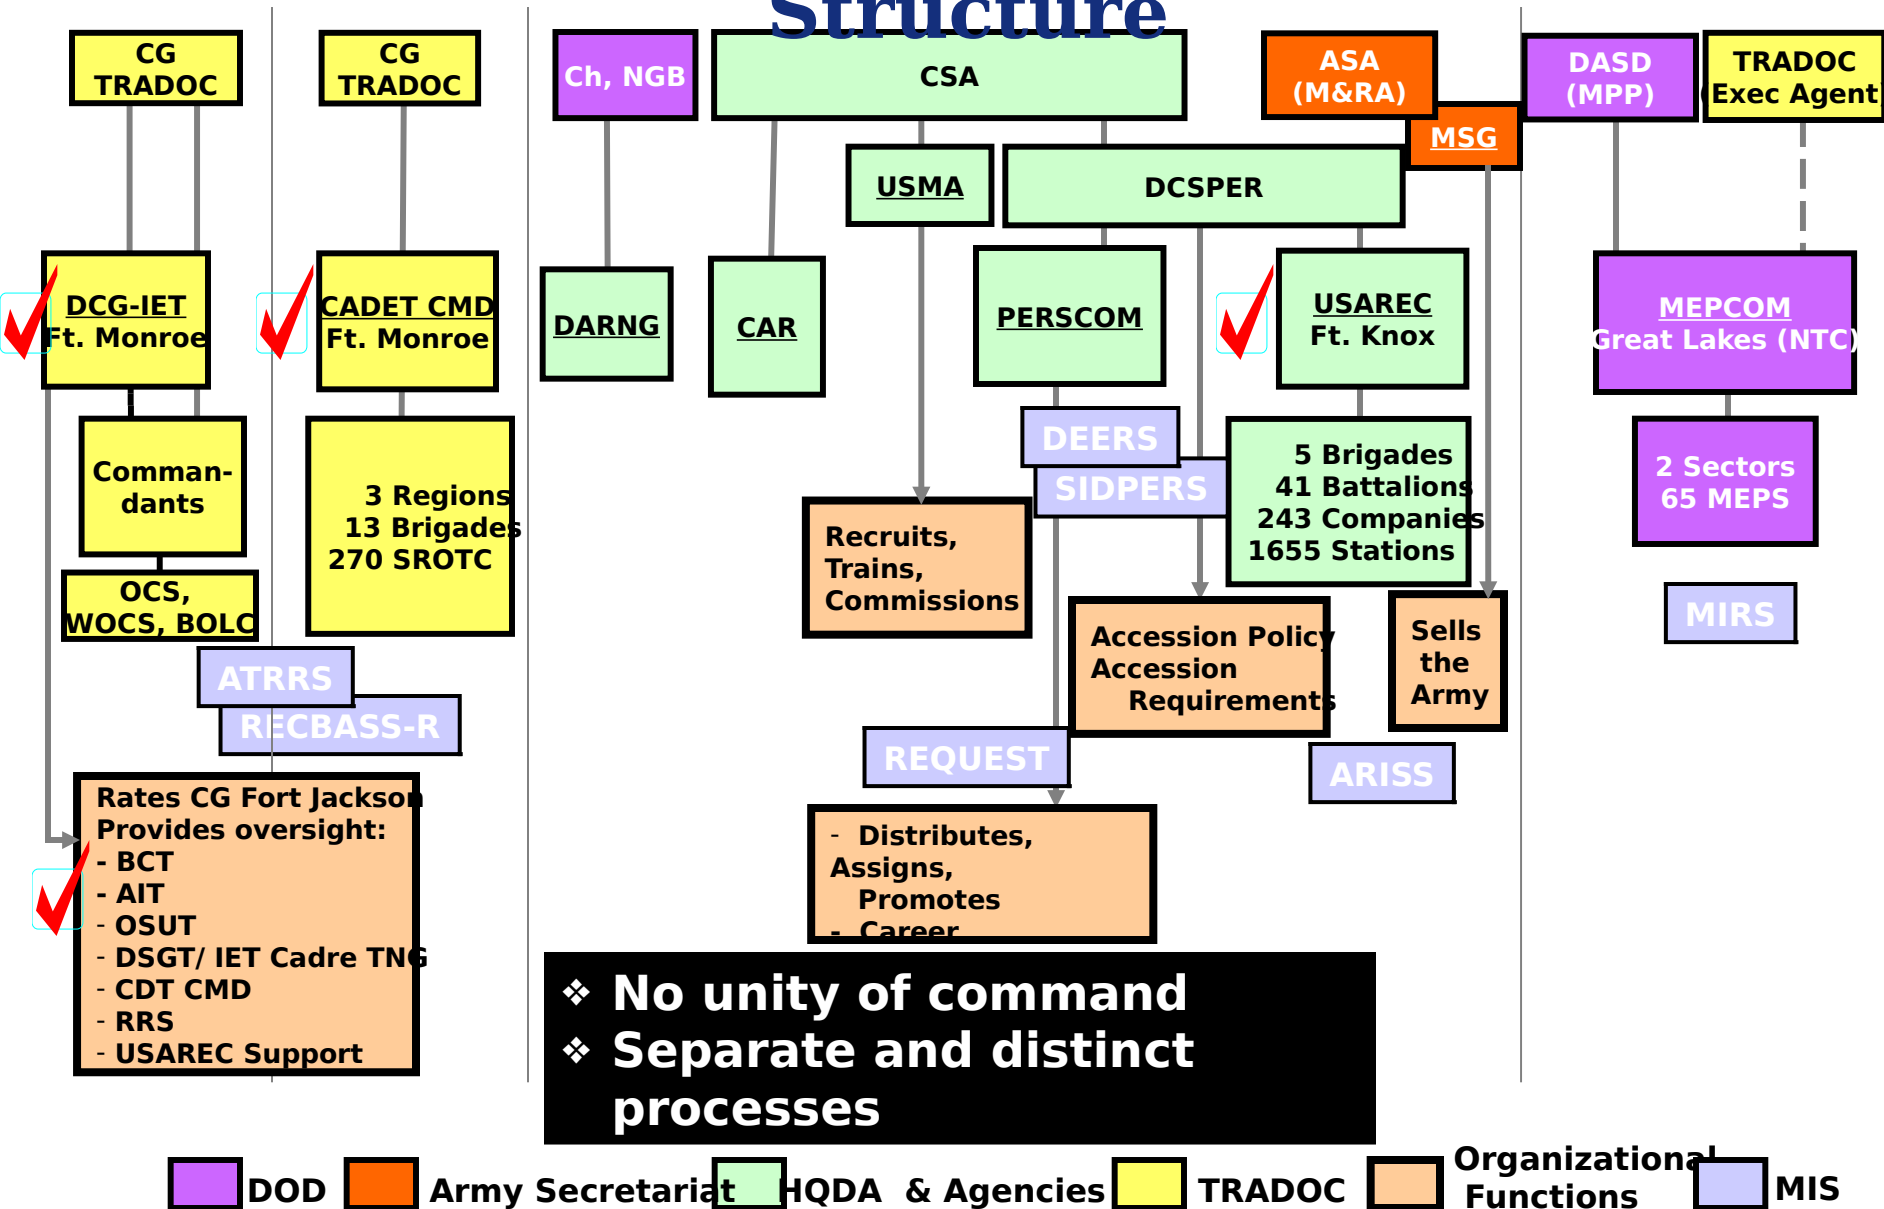 Structure
CG
TRADOC
CG
TRADOC
Ch, NGB
CSA
ASA
(M&RA)
MSG
DASD
(MPP)
TRADOC
(Exec Agent)
USMA
DCSPER
DCG-IET
Ft. Monroe
CADET CMD
Ft. Monroe
DARNG
CAR
PERSCOM
USAREC
Ft. Knox
MEPCOM
Great Lakes (NTC)
Comman-
dants
3 Regions
13 Brigades
270 SROTC
DEERS
SIDPERS
5 Brigades
41 Battalions
243 Companies
1655 Stations
2 Sectors
65 MEPS
OCS,
WOCS, BOLC
Recruits,
Trains,
Commissions
Accession Policy
Accession
Requirements
Sells
the
Army
MIRS
ATRRS
RECBASS-R
REQUEST
ARISS
Rates CG Fort Jackson
Provides oversight:
- BCT
- AIT
- OSUT
- DSGT/ IET Cadre TNG
- CDT CMD
- RRS
- USAREC Support
- Distributes,
Assigns,
Promotes
- Career
❖ No unity of command
❖ Separate and distinct
processes
DOD
Army Secretariat
HQDA & Agencies
TRADOC
Organizational
Functions
MIS